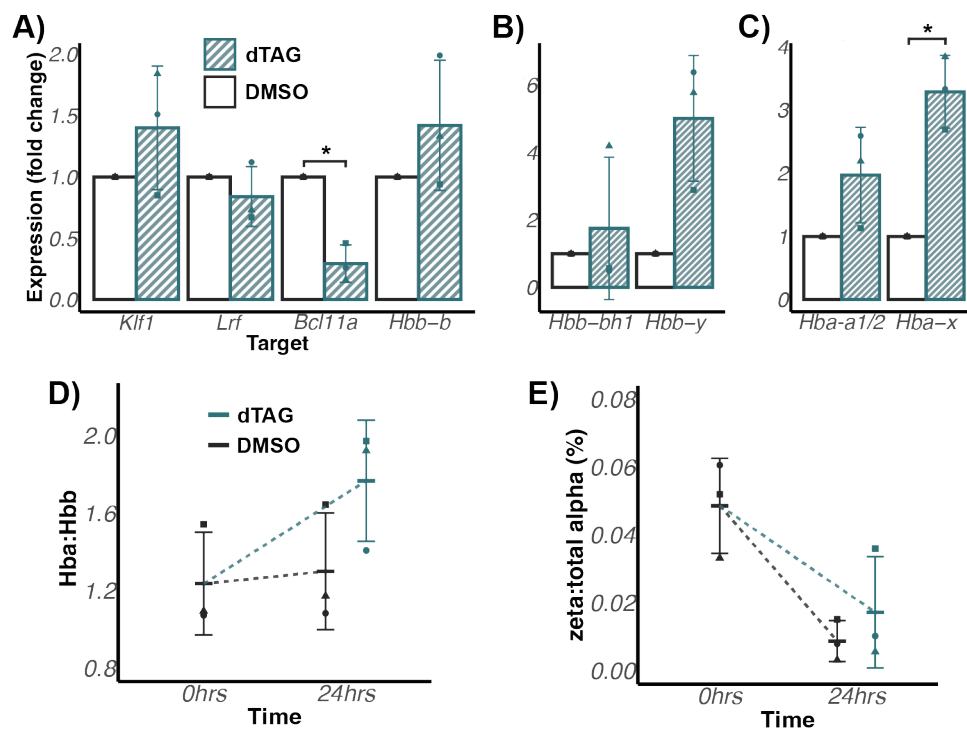 A)
Expression (fold change)
2.0
1.5
1.0
0.5
0.0
dTAG
DMSO
*
Klf1 Lrf Bcl11a Hbb−b
Target
B)
6
4
2
0
Hbb−bh1 Hbb−y
C)
*
4
3
2
1
0
Hba-a1/2 Hba−x
D)
Hba:Hbb
2.0
1.6
1.2
0.8
dTAG
DMSO
0hrs 24hrs
Time
E)
zeta:total alpha (%)
0.08
0.06
0.04
0.02
0.00
0hrs 24hrs
Time